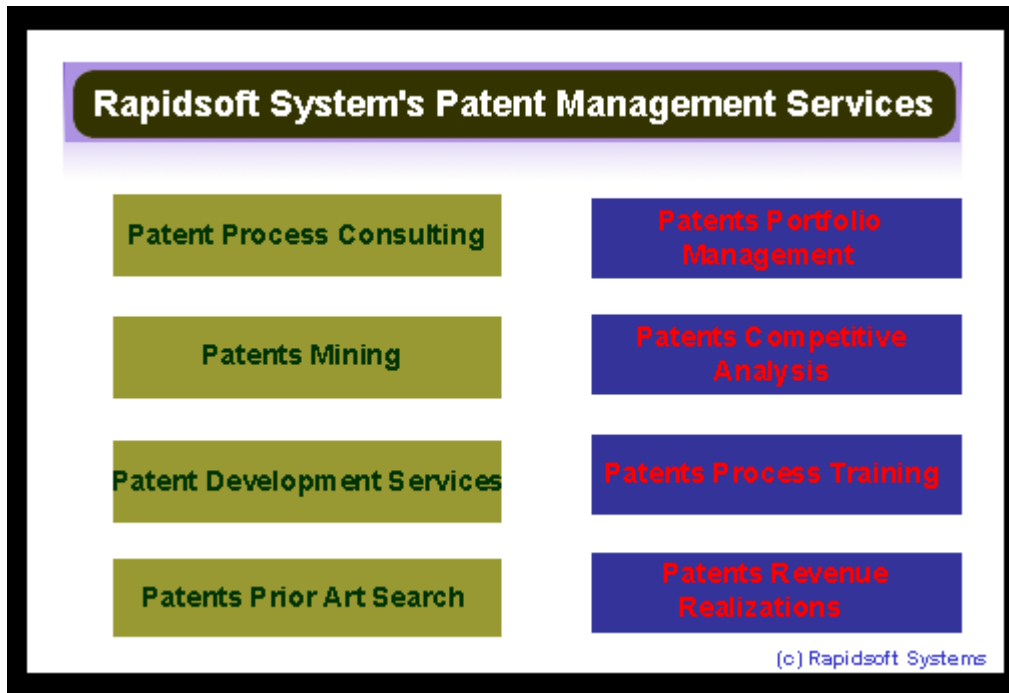 Rapidsoft System's Patent Management Services
Patent Process Consulting
Patents Mining
Patent Development Services
Patents Prior Art Search
Patents Portfolio
Management
Patents Competitive
Analysis
Patents Process Training
Patents Revenue
Realizations
(c) Rapidsoft Systems